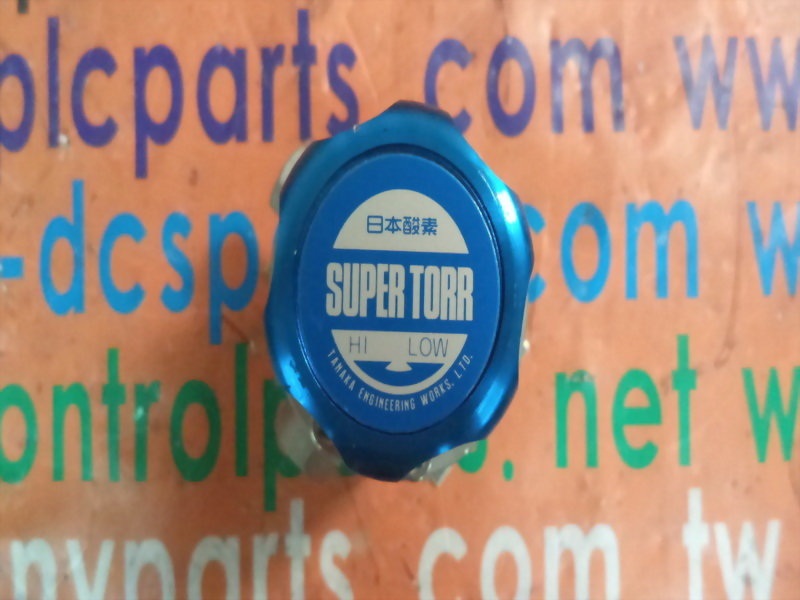 plcparts.com ww
日本酸素
-dcsp com w
SUPER TORR
HI LOW
TANAKA ENGINEERING WORKS, LTD.
ontrolp s. net w
nyparts com tw